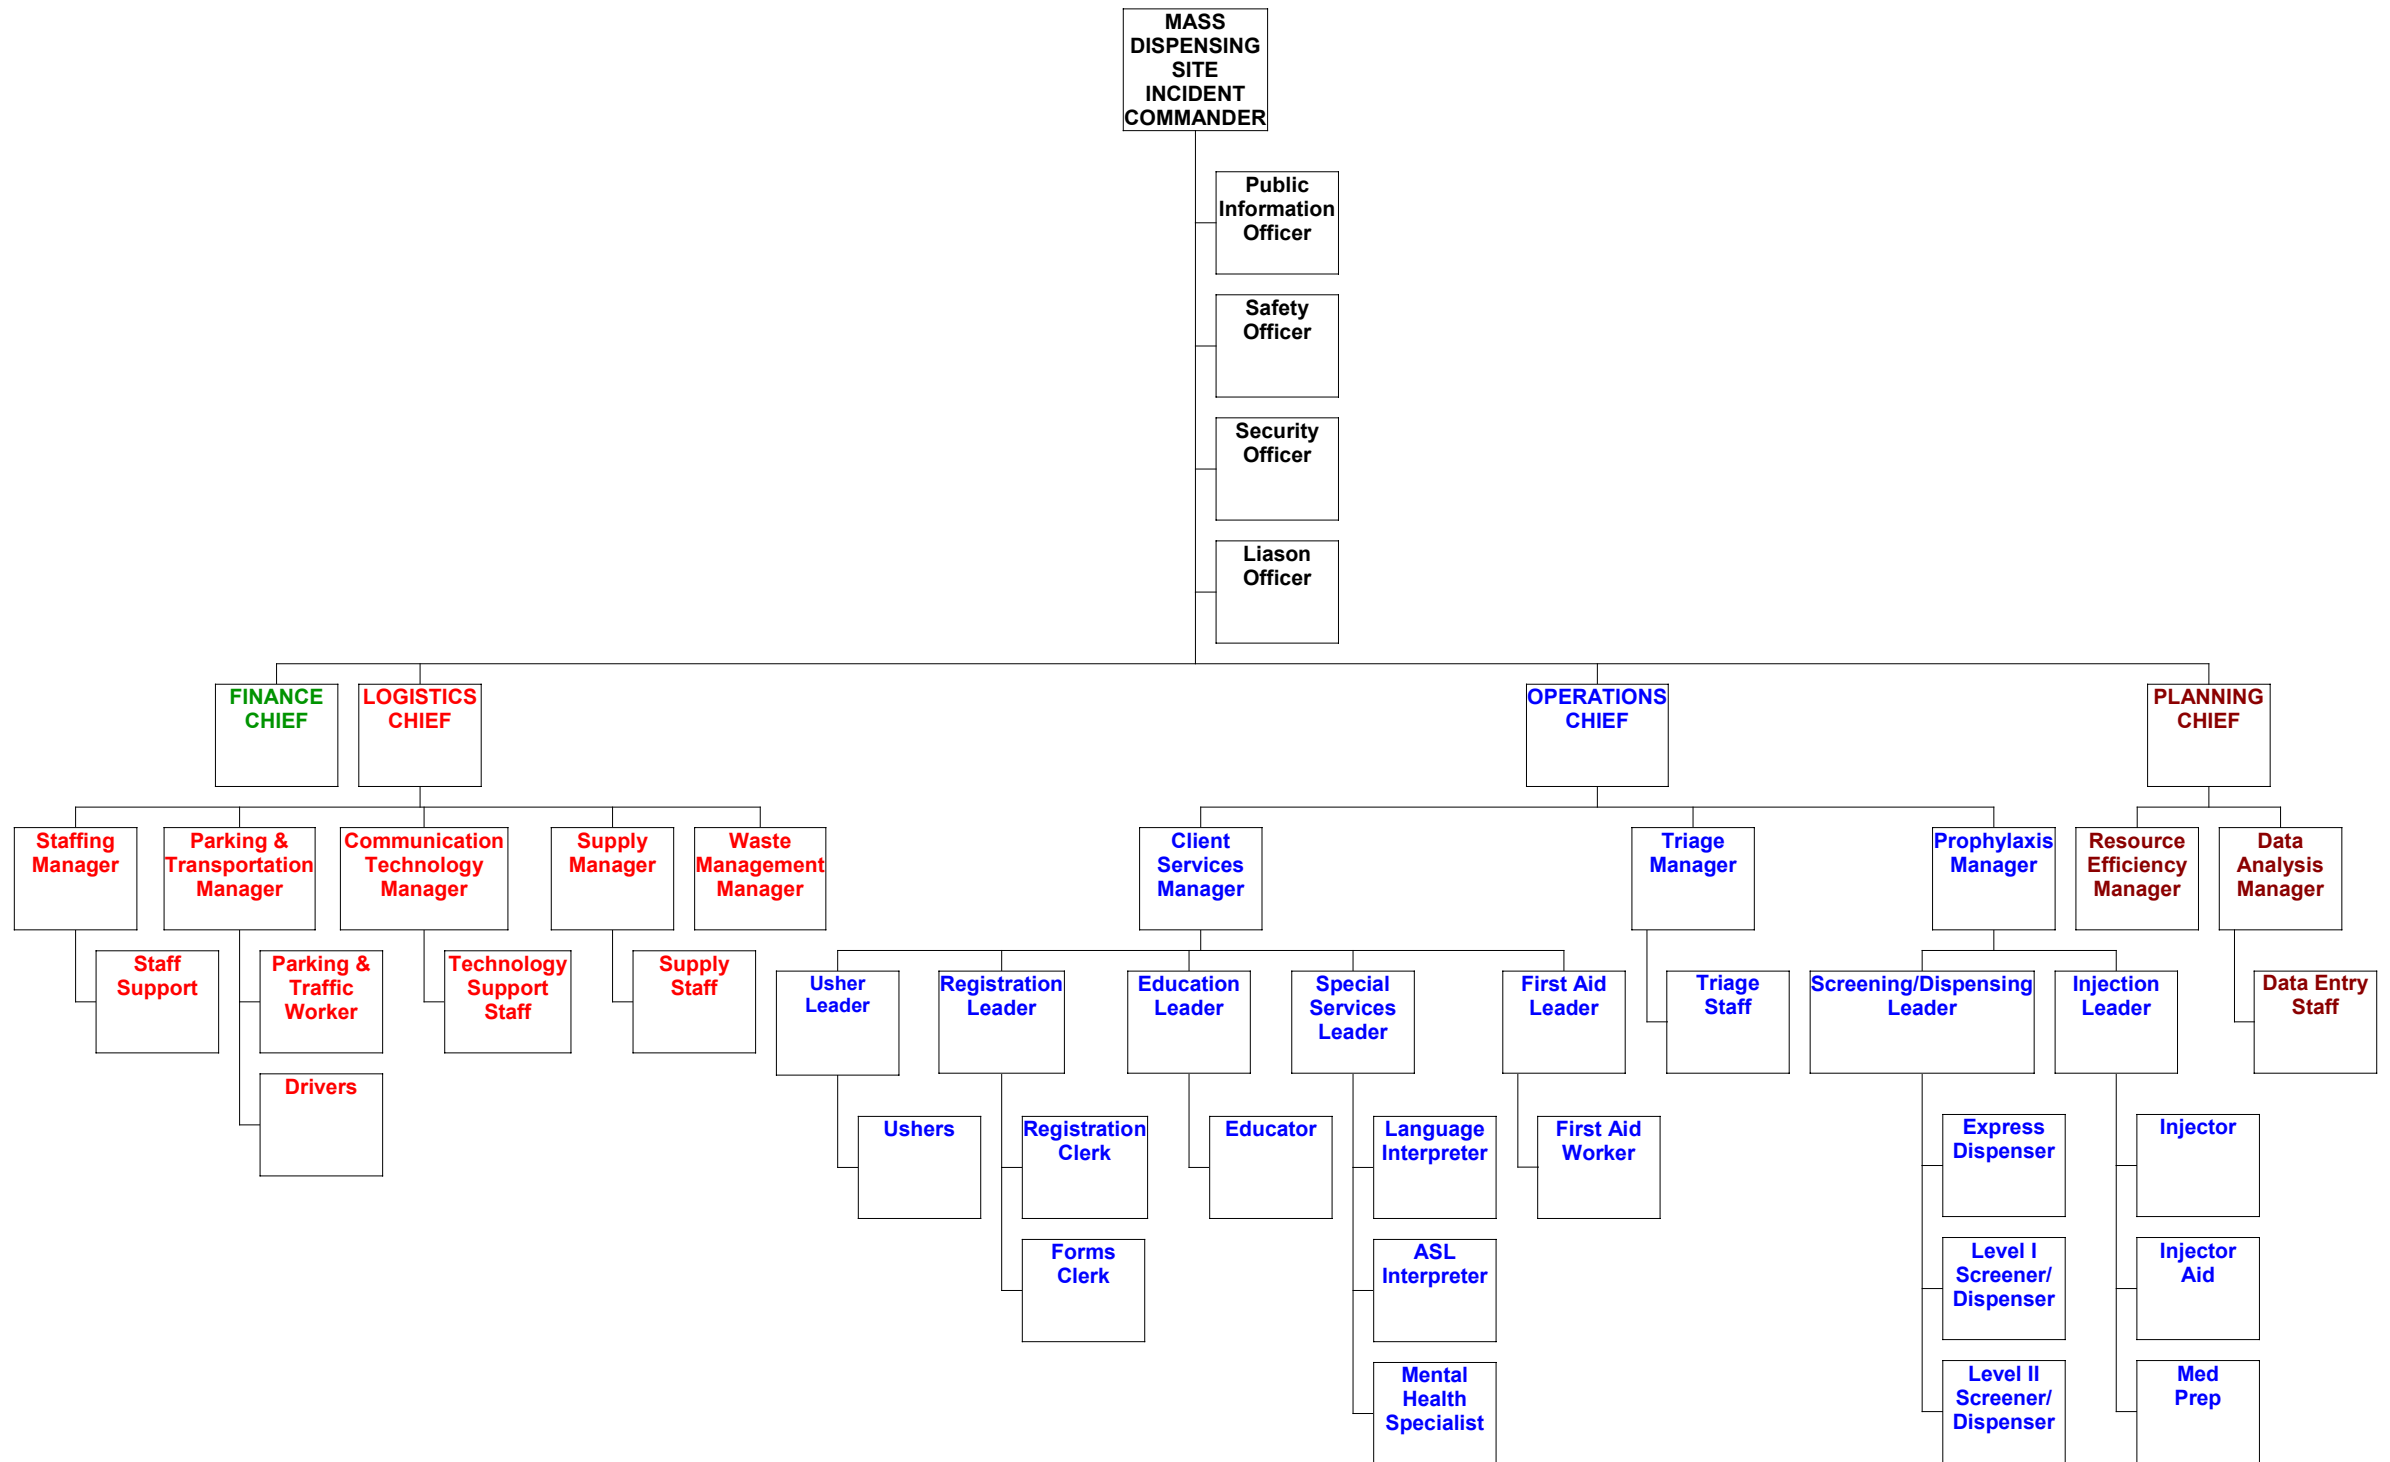 MASS
DISPENSING
SITE
INCIDENT
COMMANDER
Public
Information
Officer
Safety
Officer
Security
Officer
Liason
Officer
FINANCE
CHIEF
LOGISTICS
CHIEF
OPERATIONS
CHIEF
PLANNING
CHIEF
Staffing
Manager
Parking &
Transportation
Manager
Communication
Technology
Manager
Supply
Manager
Waste
Management
Manager
Client
Services
Manager
Triage
Manager
Prophylaxis
Manager
Resource
Efficiency
Manager
Data
Analysis
Manager
Staff
Support
Parking &
Traffic
Worker
Technology
Support
Staff
Supply
Staff
Usher
Leader
Registration
Leader
Education
Leader
Special
Services
Leader
First Aid
Leader
Triage
Staff
Screening/Dispensing
Leader
Injection
Leader
Data Entry
Staff
Drivers
Ushers
Registration
Clerk
Educator
Language
Interpreter
First Aid
Worker
Express
Dispenser
Injector
Forms
Clerk
ASL
Interpreter
Level I
Screener/
Dispenser
Injector
Aid
Mental
Health
Specialist
Level II
Screener/
Dispenser
Med
Prep